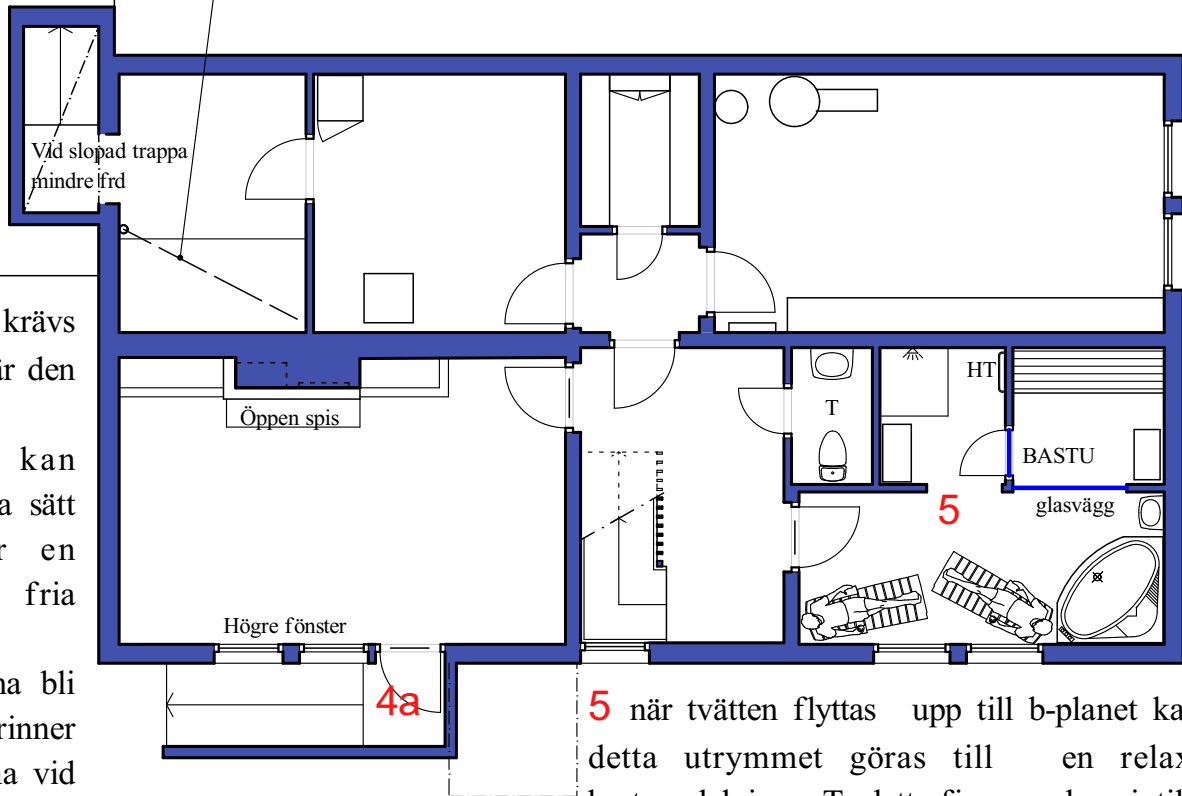 Vid slopad trappa
mindre frd
krävs
är den
kan
a sätt
r en
fria
na bli
rinner
na vid
Öppen spis
Högre fönster
4a
T
HT
BASTU
glasvägg
5
5 när tvätten flyttas upp till b-planet ka
detta utrymmet göras till en relax